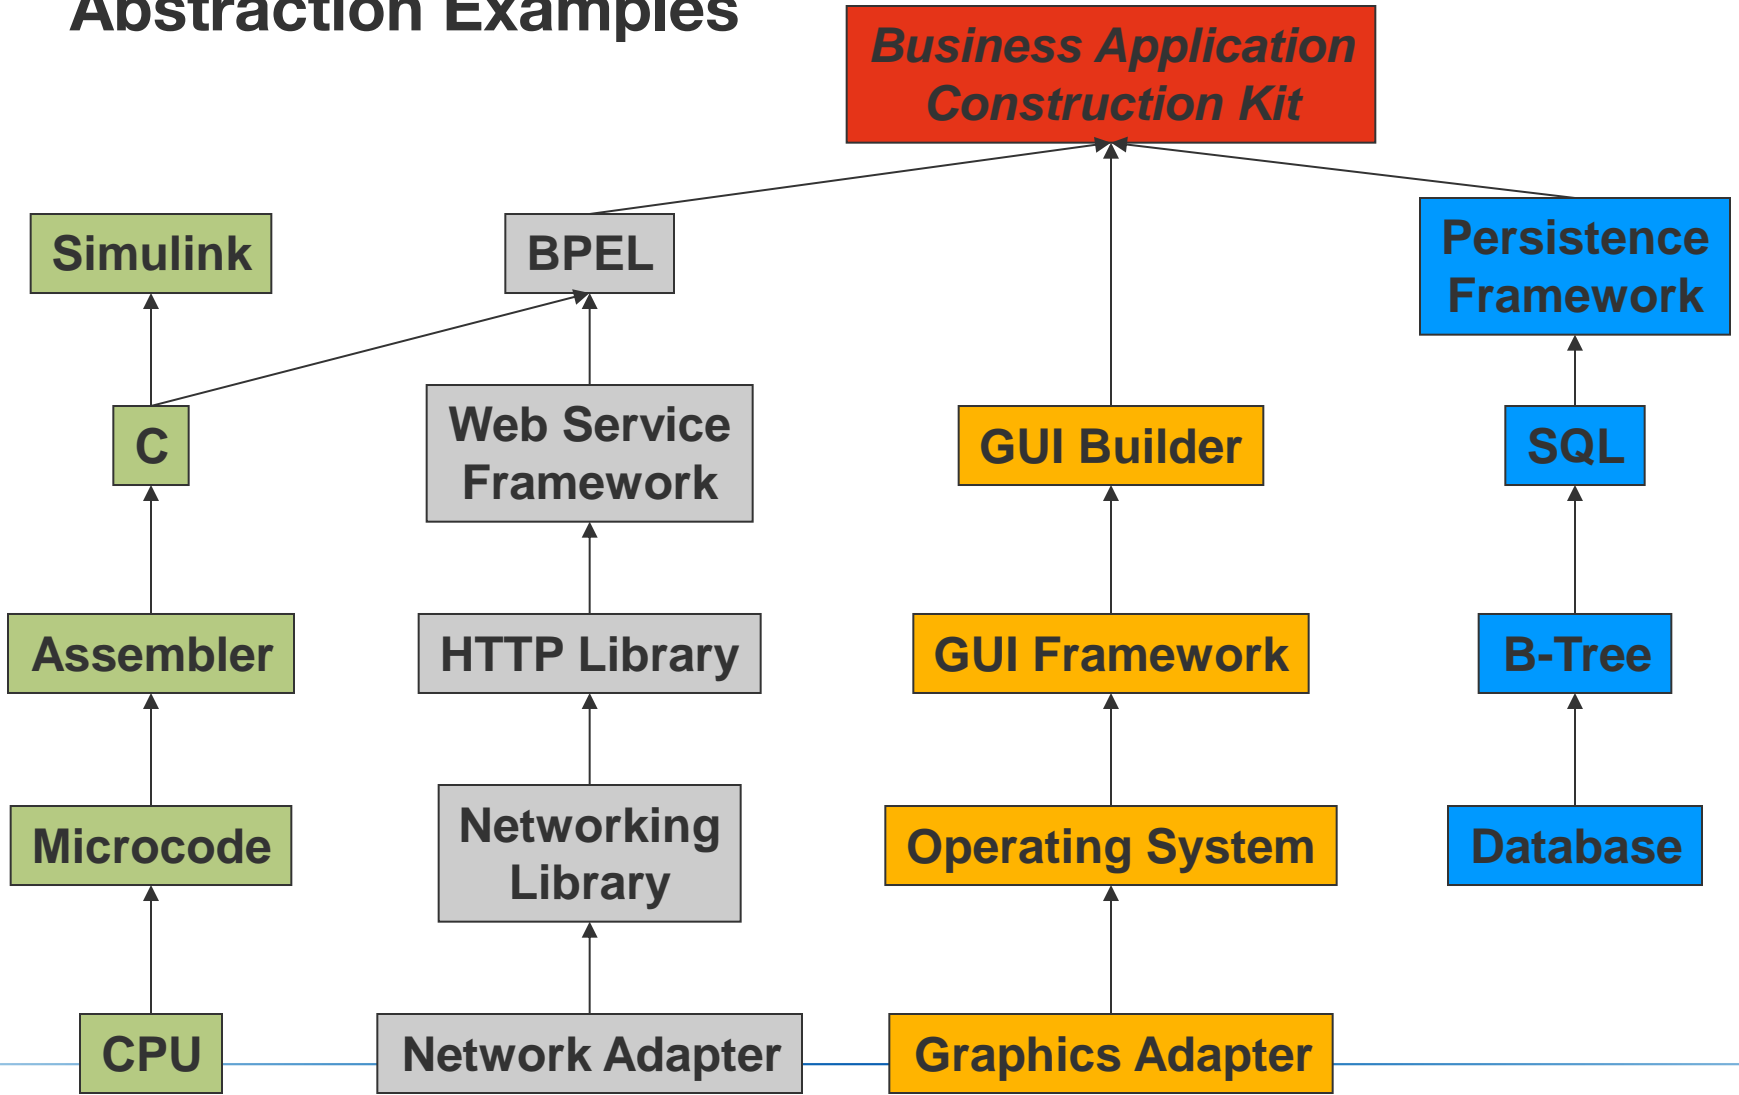 Abstraction Examples
Business Application
Construction Kit
Simulink
BPEL
Persistence
Framework
C
Web Service
Framework
GUI Builder
SQL
Assembler
HTTP Library
GUI Framework
B-Tree
Microcode
Networking
Library
Operating System
Database
CPU
Network Adapter
Graphics Adapter